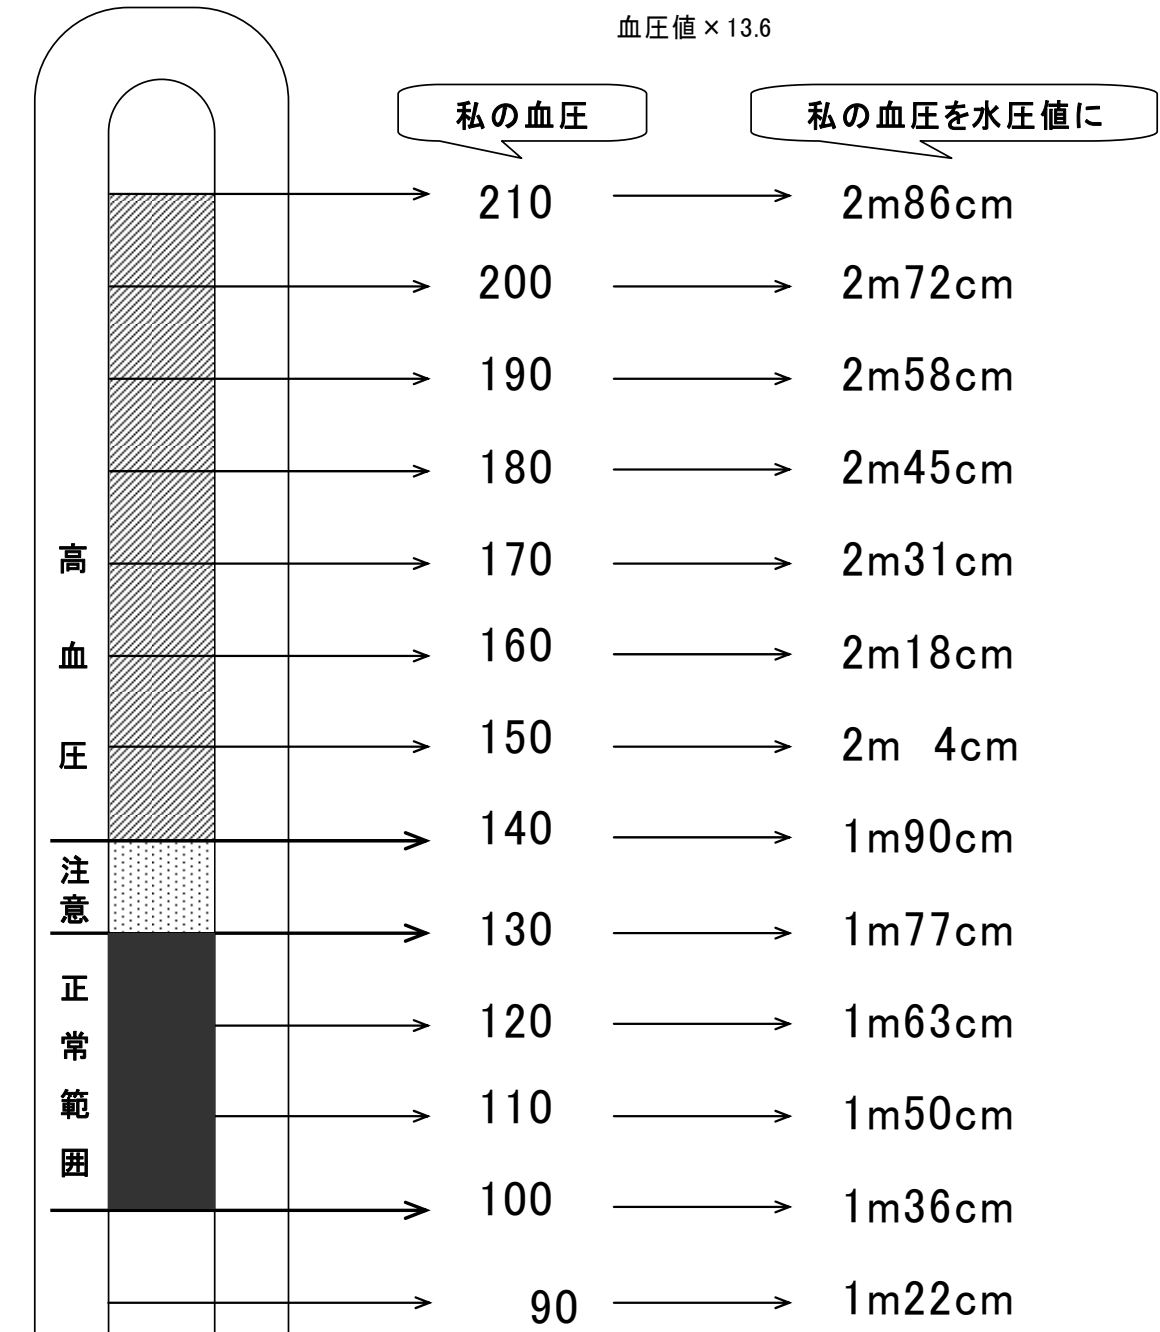 血圧値×13.6
私の血圧
私の血圧を水圧値に
210 2m86cm
200 2m72cm
190 2m58cm
180 2m45cm
170 2m31cm
160 2m18cm
150 2m 4cm
140 1m90cm
130 1m77cm
120 1m63cm
110 1m50cm
100 1m36cm
90 1m22cm
高血圧
注意
正常範囲